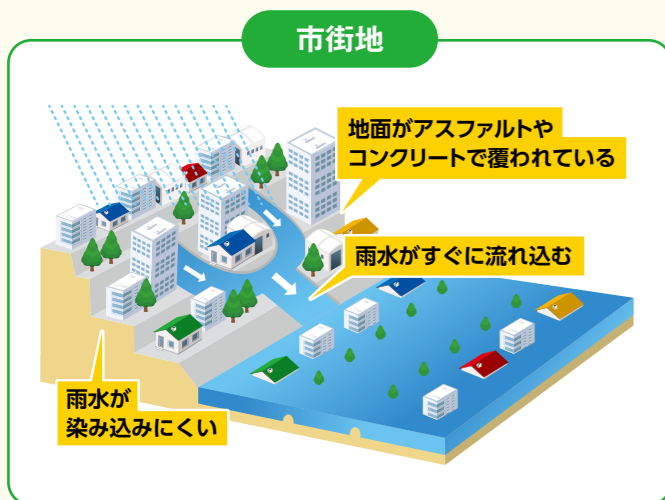 市街地
地面がアスファルトや
コンクリートで覆われている
雨水がすぐに流れ込む
雨水が
染み込みにくい